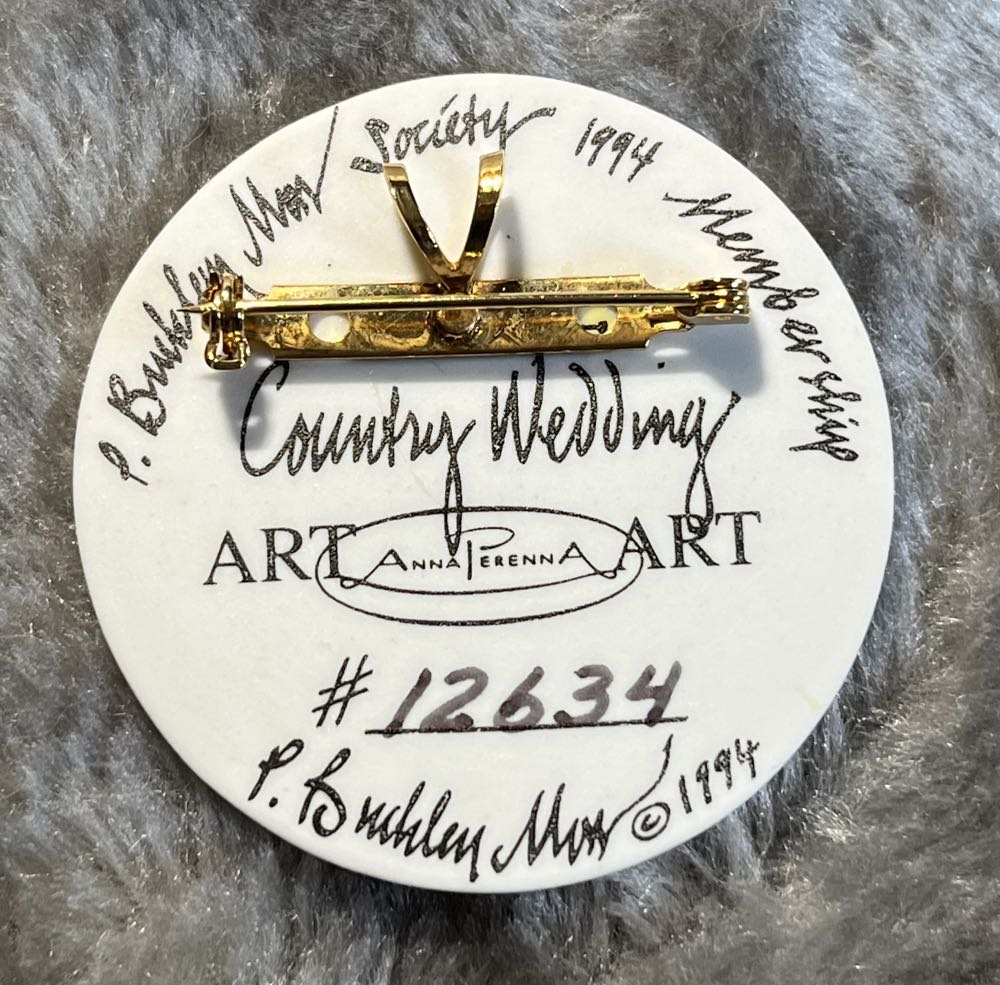 P. Buckley Moss Society 1994 Membership
Country Wedding
ART ANNA PERENNA ART
# 12634
P. Buckley Moss © 1994